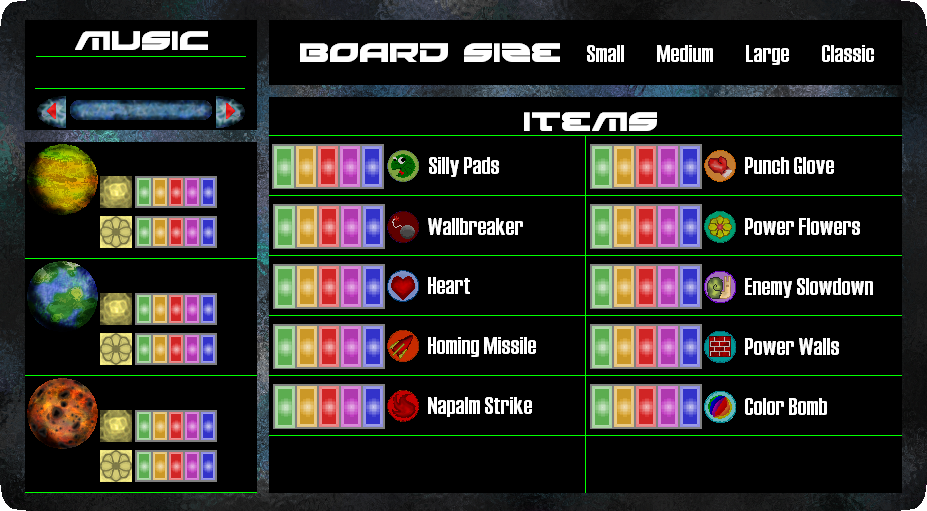 MUSIC
BOARD SIZE Small Medium Large Classic
ITEMS
Silly Pads Punch Glove
Wallbreaker Power Flowers
Heart Enemy Slowdown
Homing Missile Power Walls
Napalm Strike Color Bomb